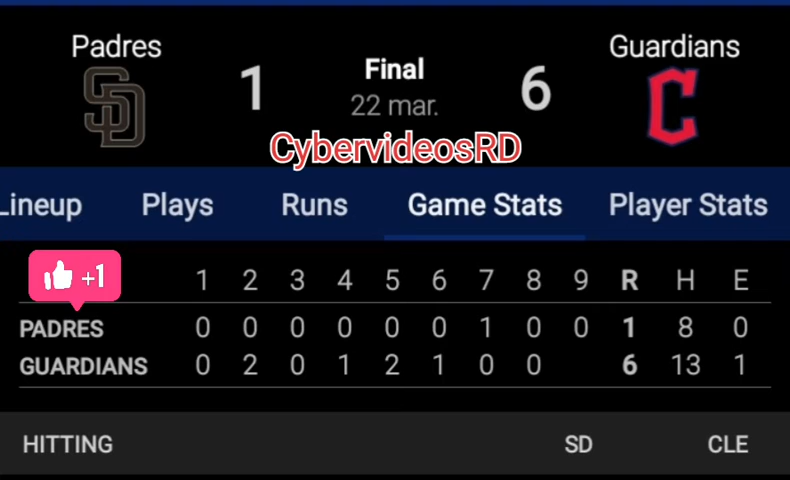 Padres 1 Final 6 Guardians
22 mar.
CybervideosRD
Lineup Plays Runs Game Stats Player Stats
+1
1 2 3 4 5 6 7 8 9 R H E
PADRES 0 0 0 0 0 0 1 0 0 1 8 0
GUARDIANS 0 2 0 1 2 1 0 0 6 13 1
HITTING SD CLE